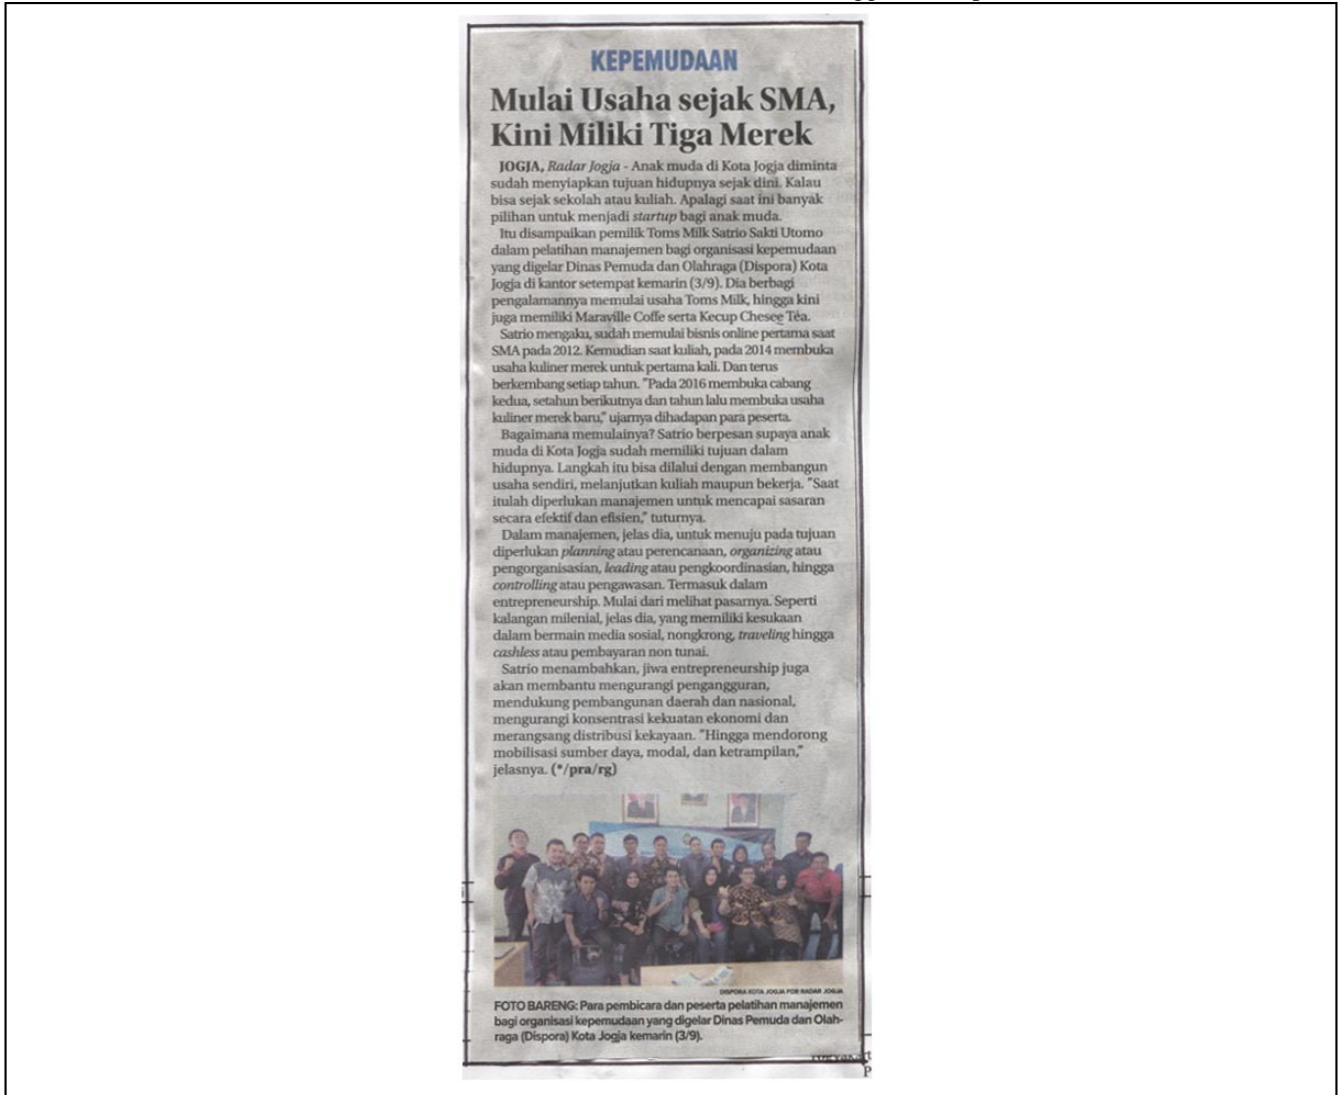 KEPEMUDAAN
Mulai Usaha sejak SMA,
Kini Miliki Tiga Merek
JOGJA, Radar Jogja - Anak muda di Kota Jogja diminta
sudah menyiapkan tujuan hidupnya sejak dini. Kalau
bisa sejak sekolah atau kuliah. Apalagi saat ini banyak
pilihan untuk menjadi startup bagi anak muda.
Itu disampaikan pemilik Toms Milk Satrio Sakti Utomo
dalam pelatihan manajemen bagi organisasi kepemudaan
yang digelar Dinas Pemuda dan Olahraga (Dispora) Kota
Jogja di kantor setempat kemarin (3/9). Dia berbagi
pengalamannya memulai usaha Toms Milk, hingga kini
juga memiliki Maraville Coffe serta Kecup Chesee Tea.
Satrio mengaku, sudah memulai bisnis online pertama saat
SMA pada 2012. Kemudian saat kuliah, pada 2014 membuka
usaha kuliner merek untuk pertama kali. Dan terus
berkembang setiap tahun. "Pada 2016 membuka cabang
kedua, setahun berikutnya dan tahun lalu membuka usaha
kuliner merek baru," ujarnya dihadapan para peserta.
Bagaimana memulainya? Satrio berpesan supaya anak
muda di Kota Jogja sudah memiliki tujuan dalam
hidupnya. Langkah itu bisa dilalui dengan membangun
usaha sendiri, melanjutkan kuliah maupun bekerja. "Saat
itulah diperlukan manajemen untuk mencapai sasaran
secara efektif dan efisien," tuturnya.
Dalam manajemen, jelas dia, untuk menuju pada tujuan
diperlukan planning atau perencanaan, organizing atau
pengorganisasian, leading atau pengkoordinasian, hingga
controlling atau pengawasan. Termasuk dalam
entrepreneurship. Mulai dari melihat pasarnya. Seperti
kalangan milenial, jelas dia, yang memiliki kesukaan
dalam bermain media sosial, nongkrong, traveling hingga
cashless atau pembayaran non tunai.
Satrio menambahkan, jiwa entrepreneurship juga
akan membantu mengurangi pengangguran,
mendukung pembangunan daerah dan nasional,
mengurangi konsentrasi kekuatan ekonomi dan
merangsang distribusi kekayaan. "Hingga mendorong
mobilisasi sumber daya, modal, dan ketrampilan,"
jelasnya. (*/pra/rg)
DISPORA KOTA JOGJA FOR RADAR JOGJA
FOTO BARENG: Para pembicara dan peserta pelatihan manajemen
bagi organisasi kepemudaan yang digelar Dinas Pemuda dan Olah-
raga (Dispora) Kota Jogja kemarin (3/9).
P